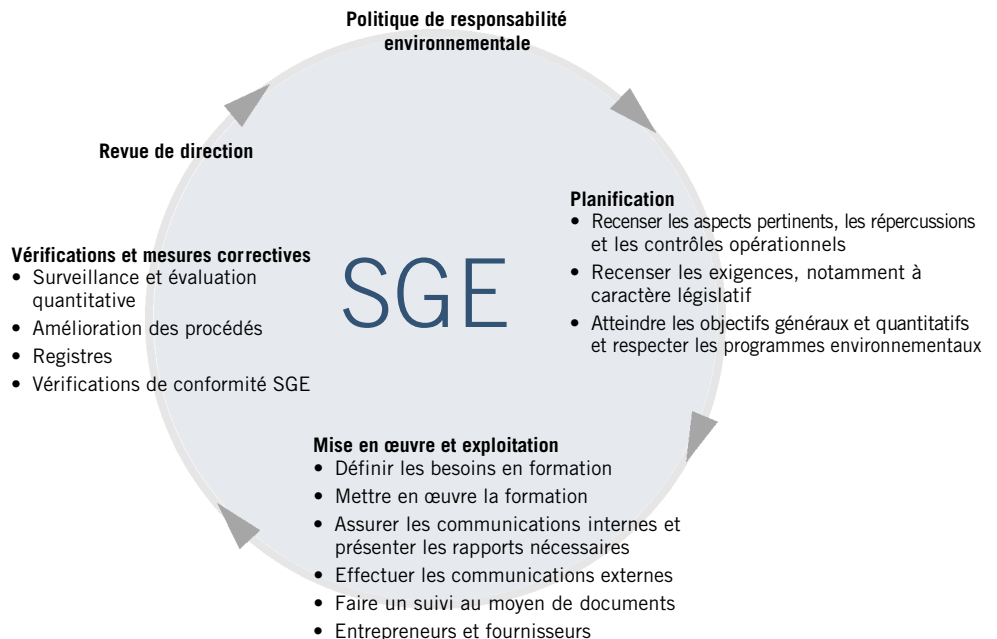 Politique de responsabilité
environnementale
Planification
• Recenser les aspects pertinents, les répercussions
et les contrôles opérationnels
• Recenser les exigences, notamment à
caractère législatif
• Atteindre les objectifs généraux et quantitatifs
et respecter les programmes environnementaux
Mise en œuvre et exploitation
• Définir les besoins en formation
• Mettre en œuvre la formation
• Assurer les communications internes et
présenter les rapports nécessaires
• Effectuer les communications externes
• Faire un suivi au moyen de documents
• Entrepreneurs et fournisseurs
Vérifications et mesures correctives
• Surveillance et évaluation
quantitative
• Amélioration des procédés
• Registres
• Vérifications de conformité SGE
Revue de direction
SGE